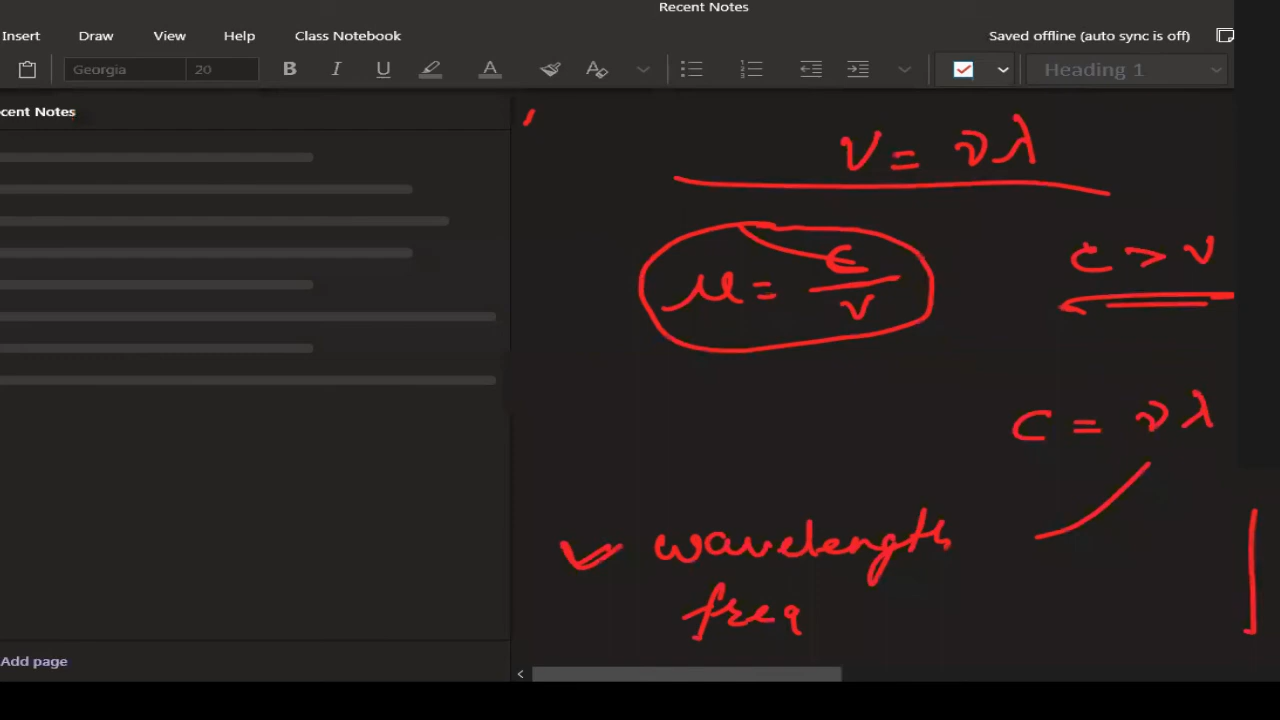 Recent Notes
Insert Draw View Help Class Notebook Saved offline (auto sync is off)
Georgia 20 B I U A A Heading 1
cent Notes
v = νλ
μ = c/v c > v
c = νλ
wavelength
freq
Add page